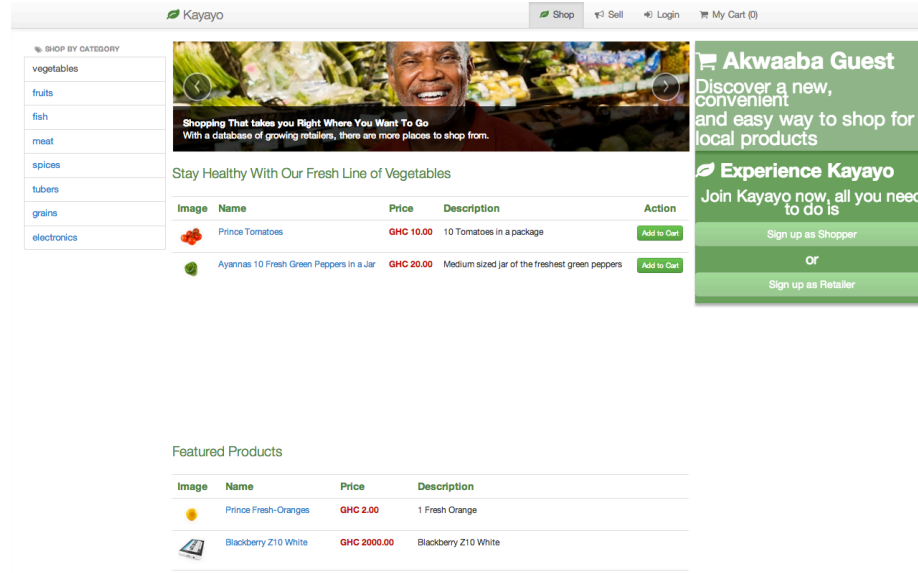 Kayayo
Shop
Sell
Login
My Cart (0)
SHOP BY CATEGORY
vegetables
fruits
fish
meat
spices
tubers
grains
electronics
Shopping That takes you Right Where You Want To Go
With a database of growing retailers, there are more places to shop from.
Stay Healthy With Our Fresh Line of Vegetables
Image Name Price Description Action
Prince Tomatoes GHC 10.00 10 Tomatoes in a package Add to Cart
Ayannas 10 Fresh Green Peppers in a Jar GHC 20.00 Medium sized jar of the freshest green peppers Add to Cart
Featured Products
Image Name Price Description
Prince Fresh-Oranges GHC 2.00 1 Fresh Orange
Blackberry Z10 White GHC 2000.00 Blackberry Z10 White
Akwaaba Guest
Discover a new,
convenient
and easy way to shop for
local products
Experience Kayayo
Join Kayayo now, all you need
to do is
Sign up as Shopper
or
Sign up as Retailer